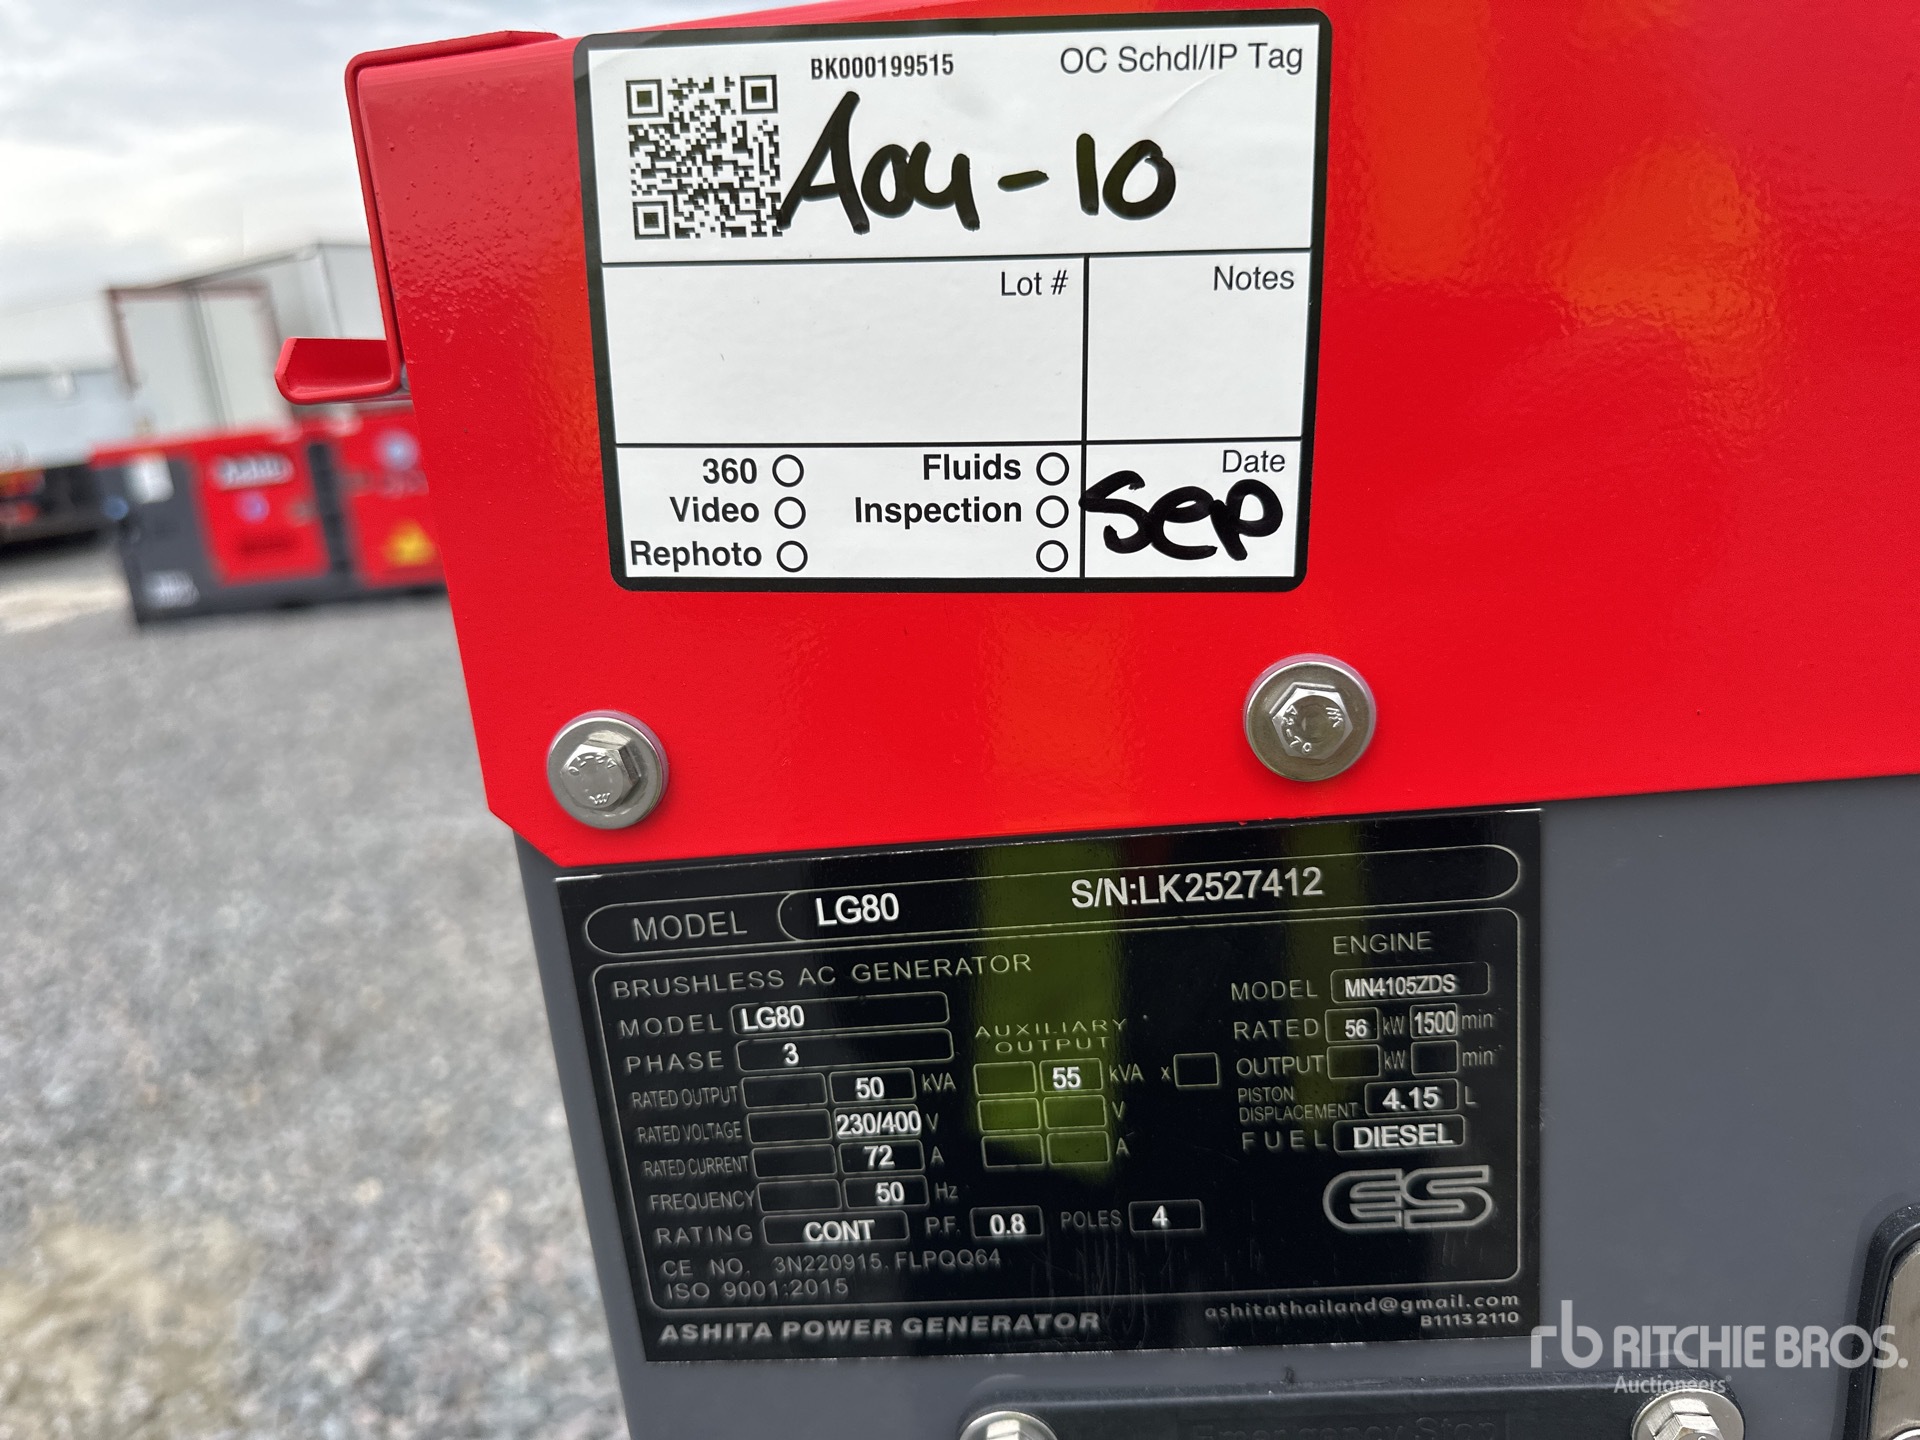 BK000199515 OC Schdl/IP Tag
A04-10
Lot # Notes
360 Fluids Date
Video Inspection Sep
Rephoto
MODEL LG80 S/N:LK2527412
BRUSHLESS AC GENERATOR ENGINE
MODEL LG80 AUXILIARY OUTPUT MODEL MN4105ZDS
PHASE 3 RATED 56 kW 1500 min
RATED OUTPUT 50 kVA 55 kVA x OUTPUT kW min
RATED VOLTAGE 230/400 V V PISTON DISPLACEMENT 4.15 L
RATED CURRENT 72 A A FUEL DIESEL
FREQUENCY 50 Hz ES
RATING CONT P.F. 0.8 POLES 4
CE NO. 3N220915.FLPQQ64
ISO 9001:2015
ASHITA POWER GENERATOR ashitathailand@gmail.com
B1113 2110
Emergency Stop
rb RITCHIE BROS.
Auctioneers